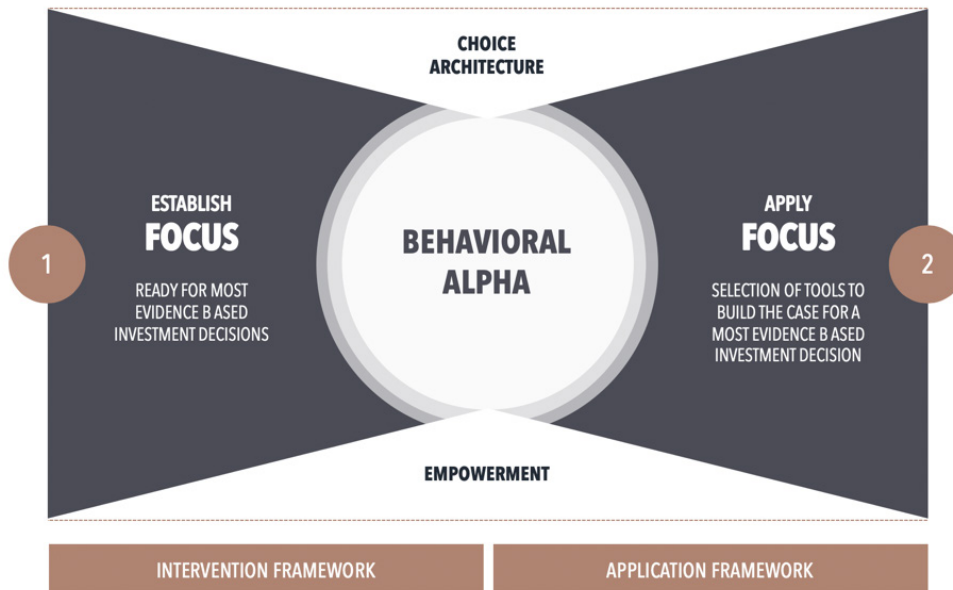 CHOICE
ARCHITECTURE
1
ESTABLISH
FOCUS
READY FOR MOST
EVIDENCE B ASED
INVESTMENT DECISIONS
BEHAVIORAL
ALPHA
APPLY
FOCUS
SELECTION OF TOOLS TO
BUILD THE CASE FOR A
MOST EVIDENCE B ASED
INVESTMENT DECISION
2
EMPOWERMENT
INTERVENTION FRAMEWORK
APPLICATION FRAMEWORK